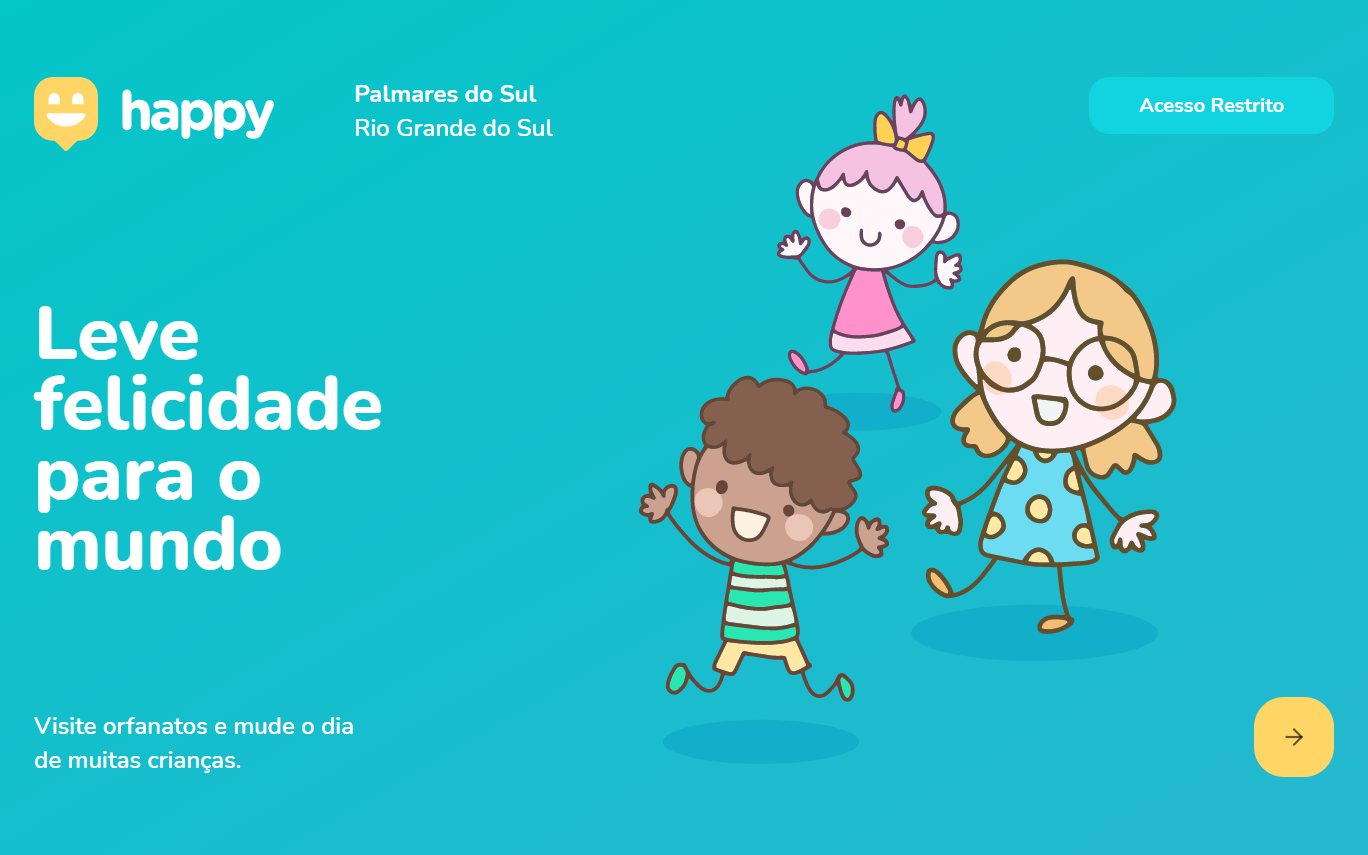 happy
Palmares do Sul
Rio Grande do Sul
Acesso Restrito
Leve
felicidade
para o
mundo
Visite orfanatos e mude o dia
de muitas crianças.